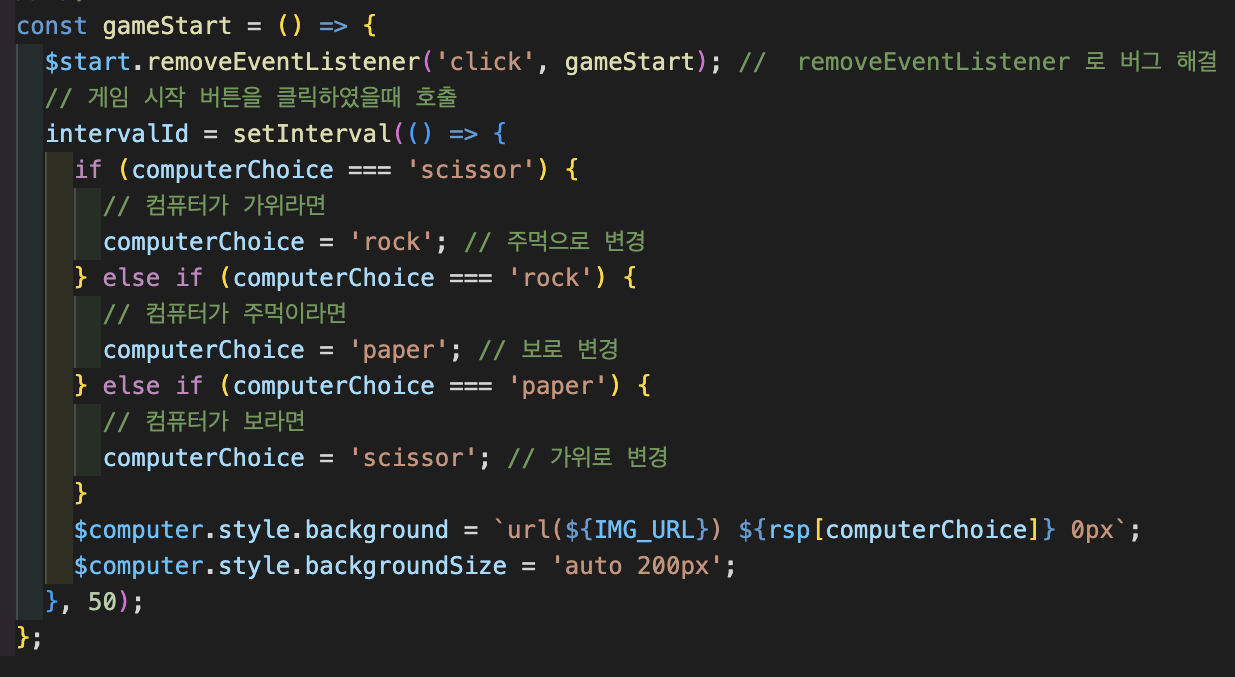 const gameStart = () => {
$start.removeEventListener('click', gameStart); //  removeEventListener 로 버그 해결
// 게임 시작 버튼을 클릭하였을때 호출
intervalId = setInterval(() => {
if (computerChoice === 'scissor') {
// 컴퓨터가 가위라면
computerChoice = 'rock'; // 주먹으로 변경
} else if (computerChoice === 'rock') {
// 컴퓨터가 주먹이라면
computerChoice = 'paper'; // 보로 변경
} else if (computerChoice === 'paper') {
// 컴퓨터가 보라면
computerChoice = 'scissor'; // 가위로 변경
}
$computer.style.background = `url(${IMG_URL}) ${rsp[computerChoice]} 0px`;
$computer.style.backgroundSize = 'auto 200px';
}, 50);
};